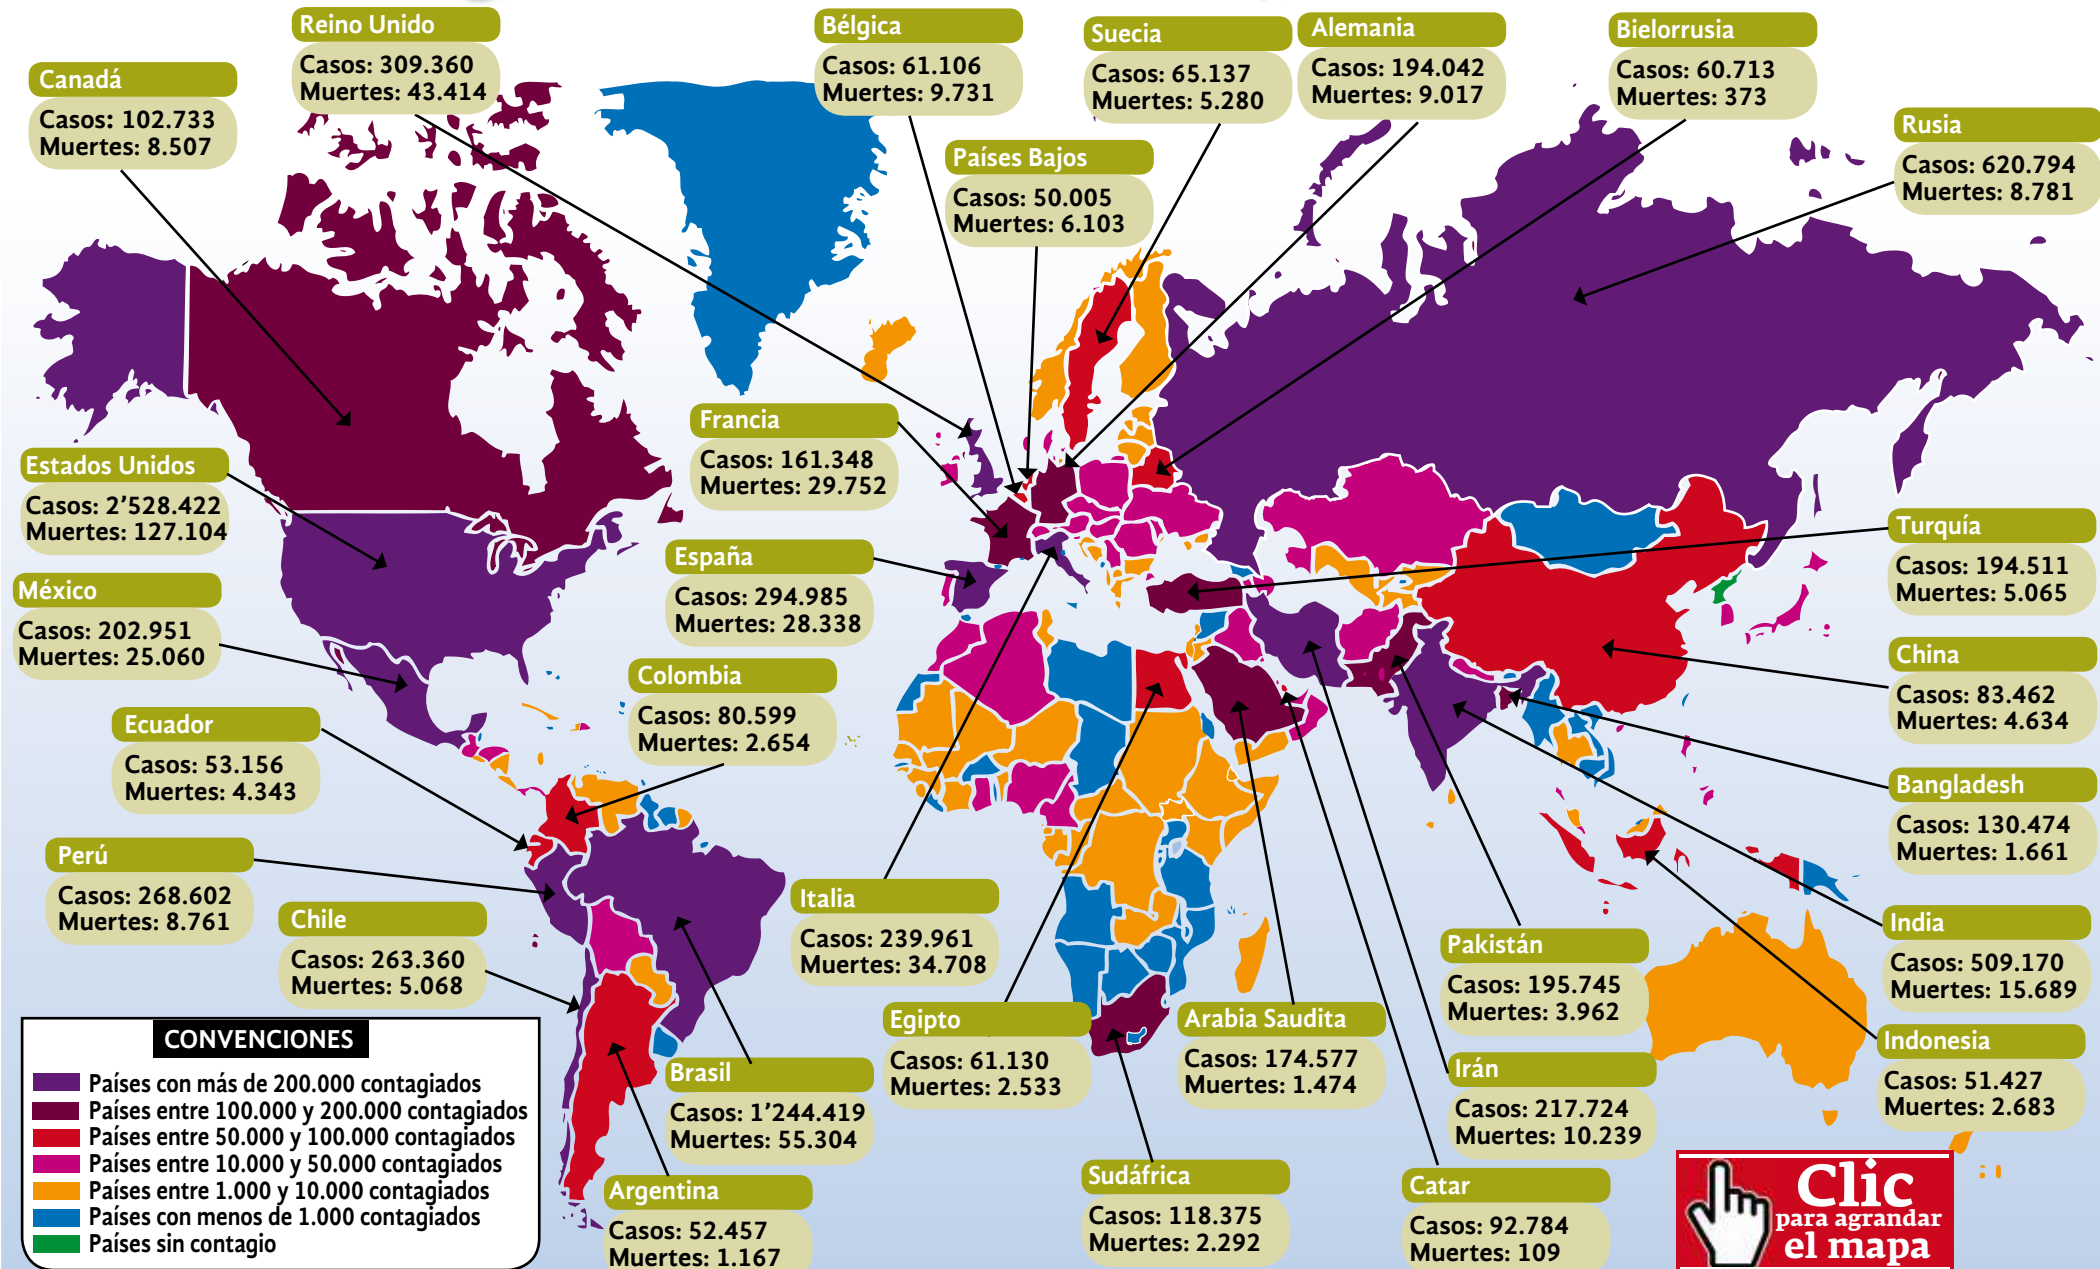 Reino Unido
Casos: 309.360
Muertes: 43.414
Bélgica
Casos: 61.106
Muertes: 9.731
Suecia
Casos: 65.137
Muertes: 5.280
Alemania
Casos: 194.042
Muertes: 9.017
Bielorrusia
Casos: 60.713
Muertes: 373
Canadá
Casos: 102.733
Muertes: 8.507
Países Bajos
Casos: 50.005
Muertes: 6.103
Rusia
Casos: 620.794
Muertes: 8.781
Francia
Casos: 161.348
Muertes: 29.752
Estados Unidos
Casos: 2’528.422
Muertes: 127.104
España
Casos: 294.985
Muertes: 28.338
Turquía
Casos: 194.511
Muertes: 5.065
México
Casos: 202.951
Muertes: 25.060
Colombia
Casos: 80.599
Muertes: 2.654
China
Casos: 83.462
Muertes: 4.634
Ecuador
Casos: 53.156
Muertes: 4.343
Bangladesh
Casos: 130.474
Muertes: 1.661
Perú
Casos: 268.602
Muertes: 8.761
Chile
Casos: 263.360
Muertes: 5.068
Italia
Casos: 239.961
Muertes: 34.708
Pakistán
Casos: 195.745
Muertes: 3.962
India
Casos: 509.170
Muertes: 15.689
Egipto
Casos: 61.130
Muertes: 2.533
Arabia Saudita
Casos: 174.577
Muertes: 1.474
Irán
Casos: 217.724
Muertes: 10.239
Indonesia
Casos: 51.427
Muertes: 2.683
Brasil
Casos: 1’244.419
Muertes: 55.304
Argentina
Casos: 52.457
Muertes: 1.167
Sudáfrica
Casos: 118.375
Muertes: 2.292
Catar
Casos: 92.784
Muertes: 109
CONVENCIONES
Países con más de 200.000 contagiados
Países entre 100.000 y 200.000 contagiados
Países entre 50.000 y 100.000 contagiados
Países entre 10.000 y 50.000 contagiados
Países entre 1.000 y 10.000 contagiados
Países con menos de 1.000 contagiados
Países sin contagio
Clic
para agrandar
el mapa